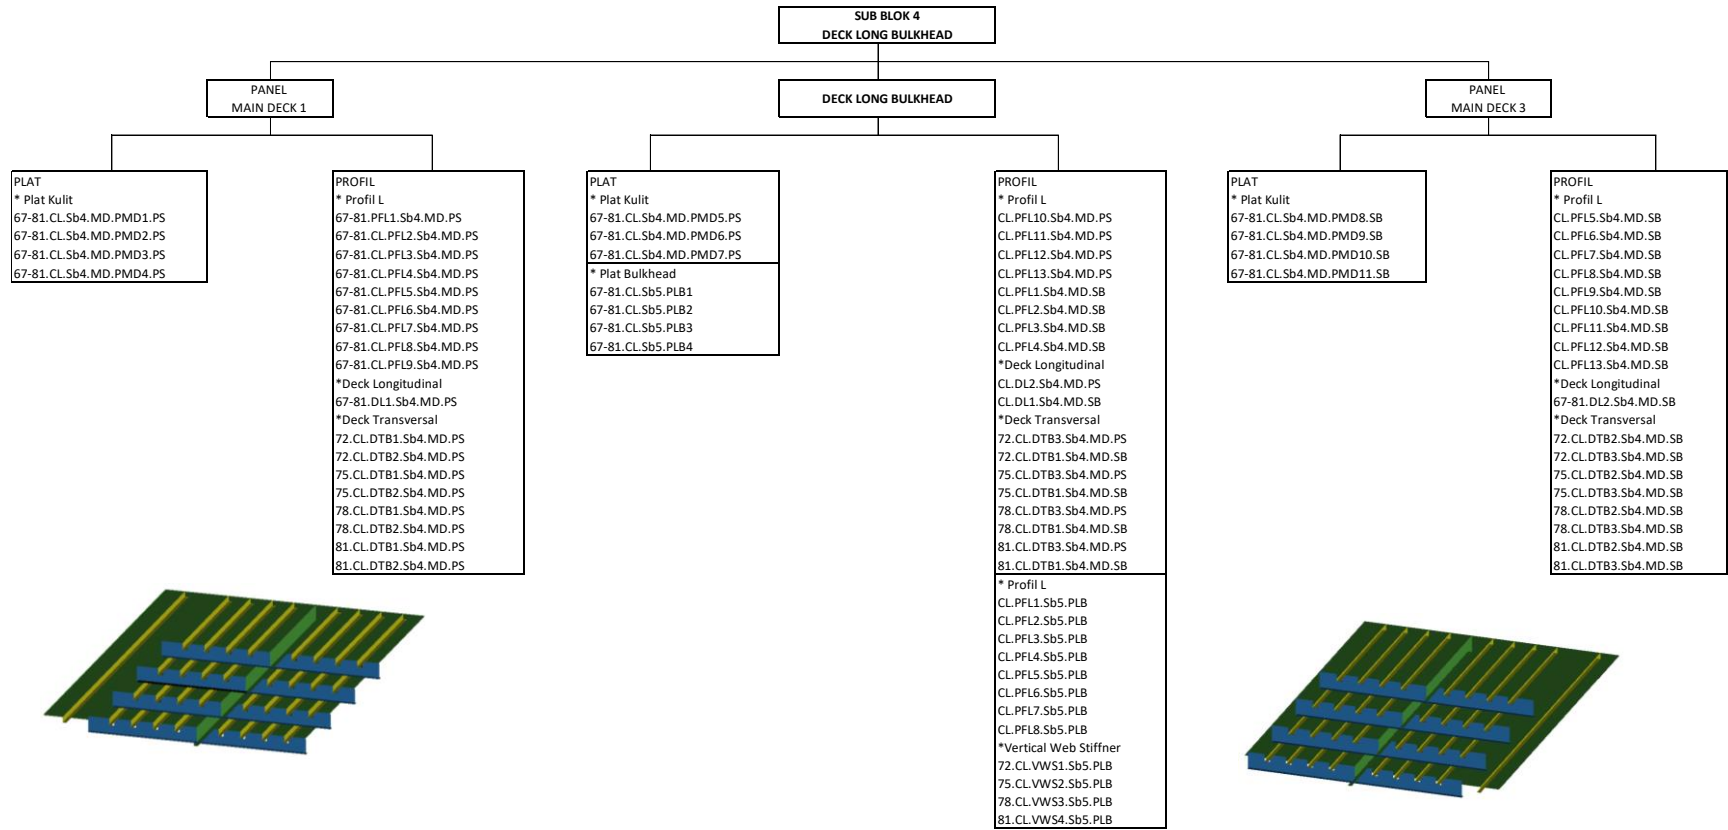 SUB BLOK 4
DECK LONG BULKHEAD
PANEL
MAIN DECK 1
DECK LONG BULKHEAD
PANEL
MAIN DECK 3
PLAT
* Plat Kulit
67-81.CL.Sb4.MD.PMD1.PS
67-81.CL.Sb4.MD.PMD2.PS
67-81.CL.Sb4.MD.PMD3.PS
67-81.CL.Sb4.MD.PMD4.PS
PROFIL
* Profil L
67-81.PFL1.Sb4.MD.PS
67-81.CL.PFL2.Sb4.MD.PS
67-81.CL.PFL3.Sb4.MD.PS
67-81.CL.PFL4.Sb4.MD.PS
67-81.CL.PFL5.Sb4.MD.PS
67-81.CL.PFL6.Sb4.MD.PS
67-81.CL.PFL7.Sb4.MD.PS
67-81.CL.PFL8.Sb4.MD.PS
67-81.CL.PFL9.Sb4.MD.PS
*Deck Longitudinal
67-81.DL1.Sb4.MD.PS
*Deck Transversal
72.CL.DTB1.Sb4.MD.PS
72.CL.DTB2.Sb4.MD.PS
75.CL.DTB1.Sb4.MD.PS
75.CL.DTB2.Sb4.MD.PS
78.CL.DTB1.Sb4.MD.PS
78.CL.DTB2.Sb4.MD.PS
81.CL.DTB1.Sb4.MD.PS
81.CL.DTB2.Sb4.MD.PS
PLAT
* Plat Kulit
67-81.CL.Sb4.MD.PMD5.PS
67-81.CL.Sb4.MD.PMD6.PS
67-81.CL.Sb4.MD.PMD7.PS
* Plat Bulkhead
67-81.CL.Sb5.PLB1
67-81.CL.Sb5.PLB2
67-81.CL.Sb5.PLB3
67-81.CL.Sb5.PLB4
PROFIL
* Profil L
CL.PFL10.Sb4.MD.PS
CL.PFL11.Sb4.MD.PS
CL.PFL12.Sb4.MD.PS
CL.PFL13.Sb4.MD.PS
CL.PFL1.Sb4.MD.SB
CL.PFL2.Sb4.MD.SB
CL.PFL3.Sb4.MD.SB
CL.PFL4.Sb4.MD.SB
*Deck Longitudinal
CL.DL2.Sb4.MD.PS
CL.DL1.Sb4.MD.SB
*Deck Transversal
72.CL.DTB3.Sb4.MD.PS
72.CL.DTB1.Sb4.MD.SB
75.CL.DTB3.Sb4.MD.PS
75.CL.DTB1.Sb4.MD.SB
78.CL.DTB3.Sb4.MD.PS
78.CL.DTB1.Sb4.MD.SB
81.CL.DTB3.Sb4.MD.PS
81.CL.DTB1.Sb4.MD.SB
* Profil L
CL.PFL1.Sb5.PLB
CL.PFL2.Sb5.PLB
CL.PFL3.Sb5.PLB
CL.PFL4.Sb5.PLB
CL.PFL5.Sb5.PLB
CL.PFL6.Sb5.PLB
CL.PFL7.Sb5.PLB
CL.PFL8.Sb5.PLB
*Vertical Web Stiffner
72.CL.VWS1.Sb5.PLB
75.CL.VWS2.Sb5.PLB
78.CL.VWS3.Sb5.PLB
81.CL.VWS4.Sb5.PLB
PLAT
* Plat Kulit
67-81.CL.Sb4.MD.PMD8.SB
67-81.CL.Sb4.MD.PMD9.SB
67-81.CL.Sb4.MD.PMD10.SB
67-81.CL.Sb4.MD.PMD11.SB
PROFIL
* Profil L
CL.PFL5.Sb4.MD.SB
CL.PFL6.Sb4.MD.SB
CL.PFL7.Sb4.MD.SB
CL.PFL8.Sb4.MD.SB
CL.PFL9.Sb4.MD.SB
CL.PFL10.Sb4.MD.SB
CL.PFL11.Sb4.MD.SB
CL.PFL12.Sb4.MD.SB
CL.PFL13.Sb4.MD.SB
*Deck Longitudinal
67-81.DL2.Sb4.MD.SB
*Deck Transversal
72.CL.DTB2.Sb4.MD.SB
72.CL.DTB3.Sb4.MD.SB
75.CL.DTB2.Sb4.MD.SB
75.CL.DTB3.Sb4.MD.SB
78.CL.DTB2.Sb4.MD.SB
78.CL.DTB3.Sb4.MD.SB
81.CL.DTB2.Sb4.MD.SB
81.CL.DTB3.Sb4.MD.SB